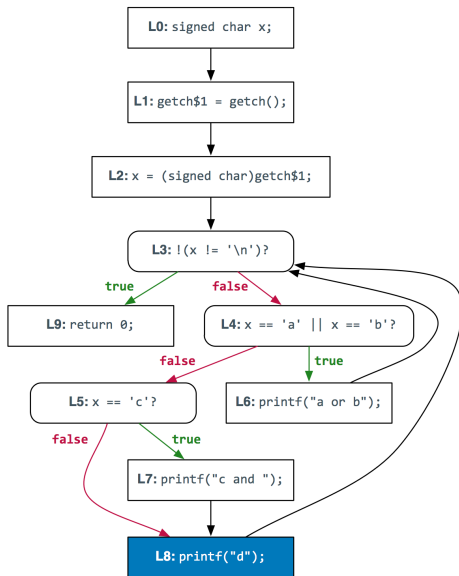 L0: signed char x;
L1: getch$1 = getch();
L2: x = (signed char)getch$1;
L3: !(x != '\n')?
true
false
L9: return 0;
L4: x == 'a' || x == 'b'?
false
true
L5: x == 'c'?
L6: printf("a or b");
false
true
L7: printf("c and ");
L8: printf("d");